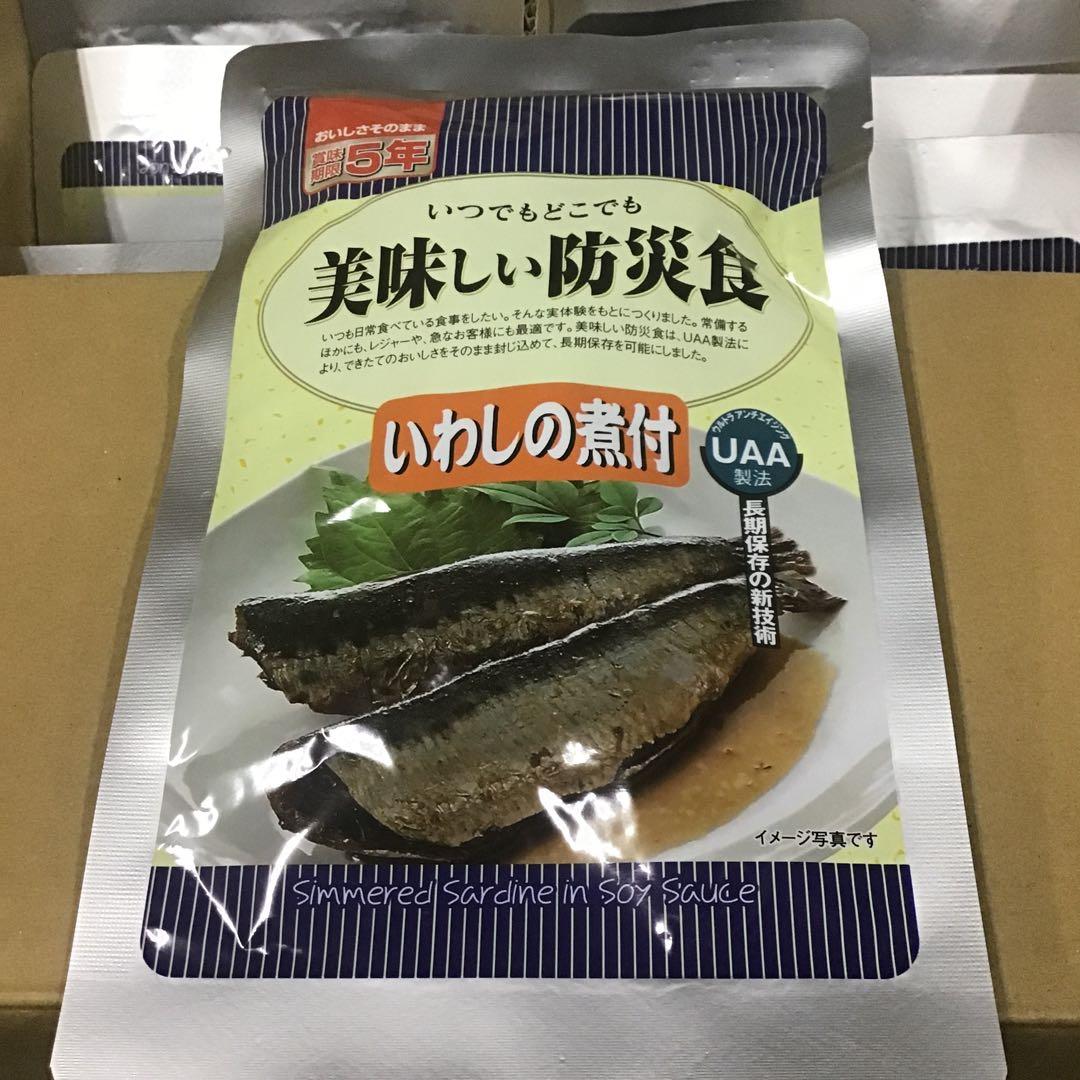 おいしさそのまま
賞味期限 5年
いつでもどこでも
美味しい防災食
いつも日常食べている食事をしたい。そんな実体験をもとにつくりました。常備する
ほかにも、レジャーや、急なお客様にも最適です。美味しい防災食は、UAA製法に
より、できたてのおいしさをそのまま封じ込めて、長期保存を可能にしました。
いわしの煮付
ウルトラ アンチエイジング
UAA
製法
長期保存の新技術
イメージ写真です
Simmered Sardine in Soy Sauce